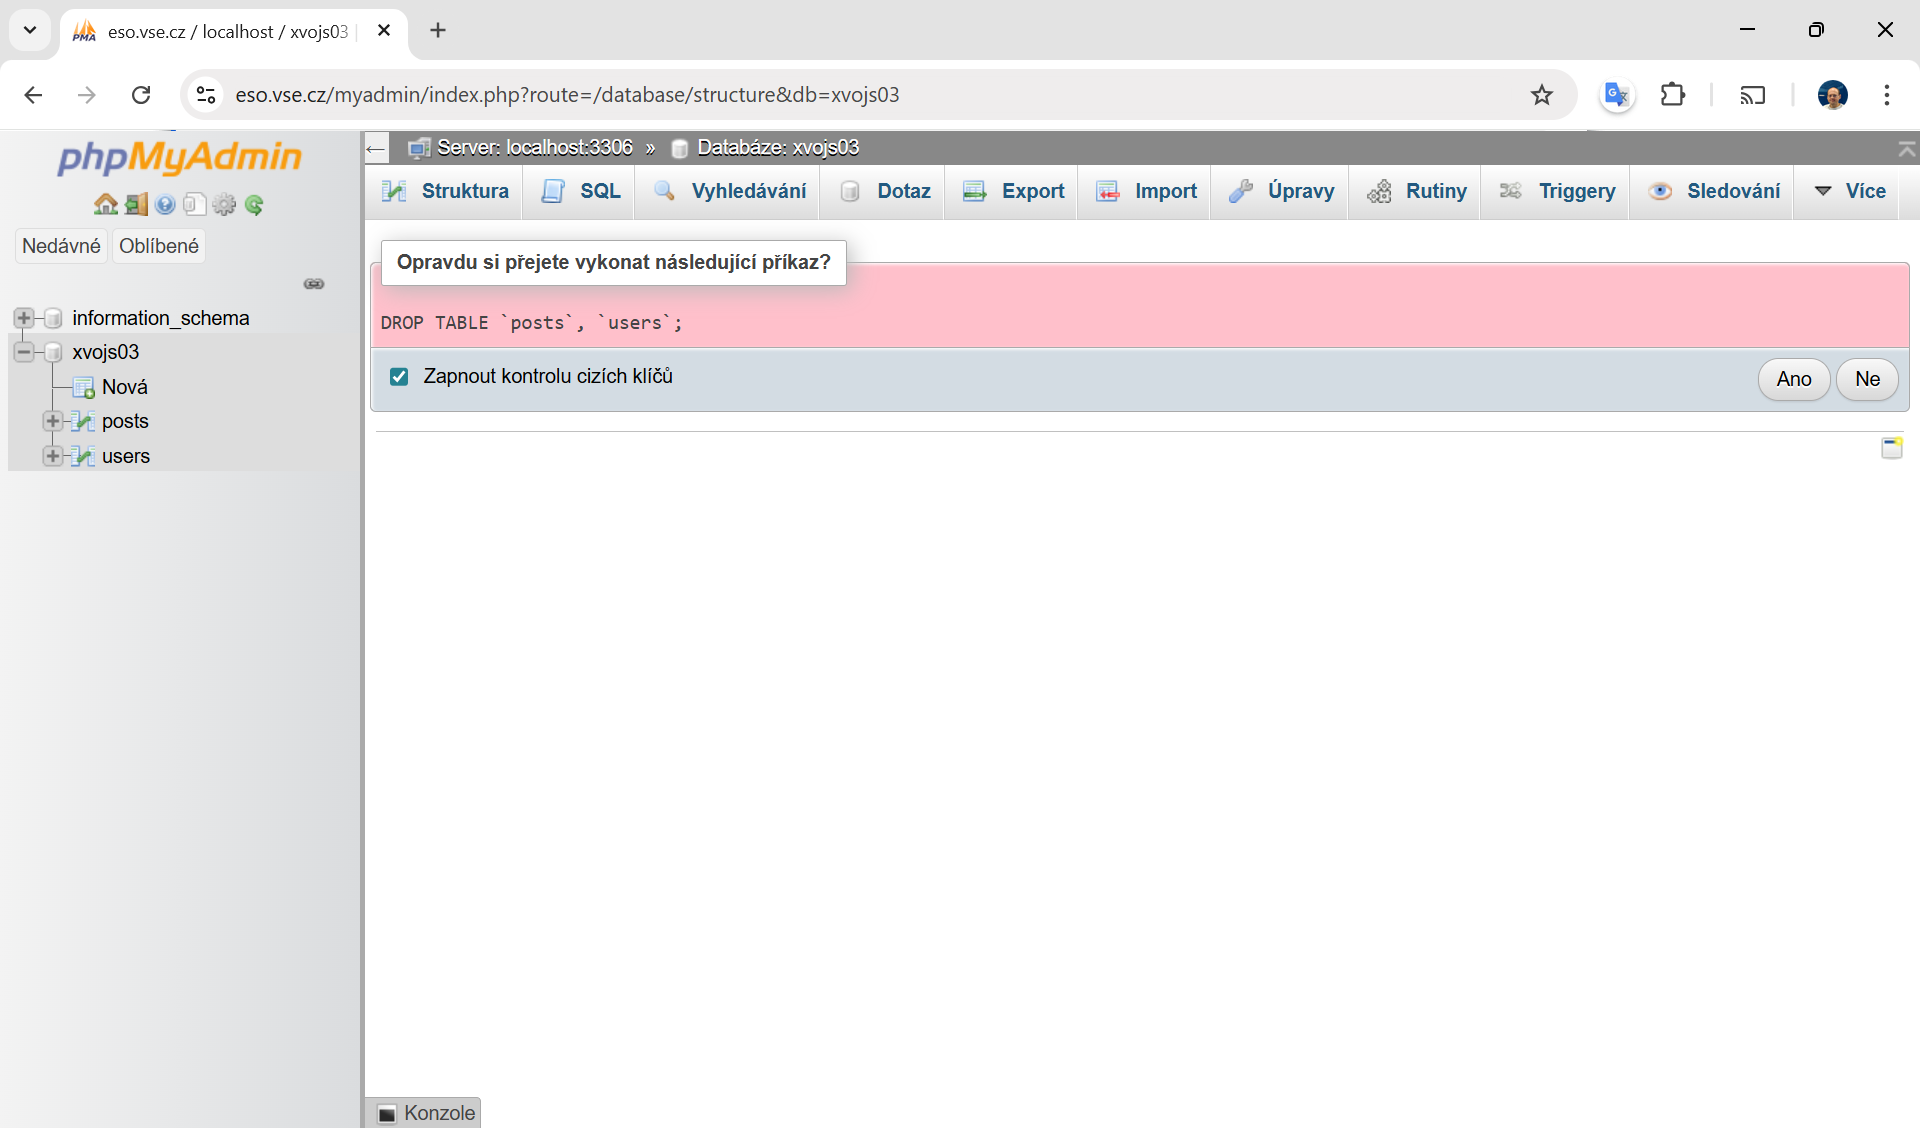 eso.vse.cz / localhost / xvojs03 |
eso.vse.cz/myadmin/index.php?route=/database/structure&db=xvojs03
phpMyAdmin
Nedávné Oblíbené
information_schema
xvojs03
Nová
posts
users
Server: localhost:3306 » Databáze: xvojs03
Struktura SQL Vyhledávání Dotaz Export Import Úpravy Rutiny Triggery Sledování Více
Opravdu si přejete vykonat následující příkaz?
DROP TABLE `posts`, `users`;
Zapnout kontrolu cizích klíčů
Ano Ne
Konzole